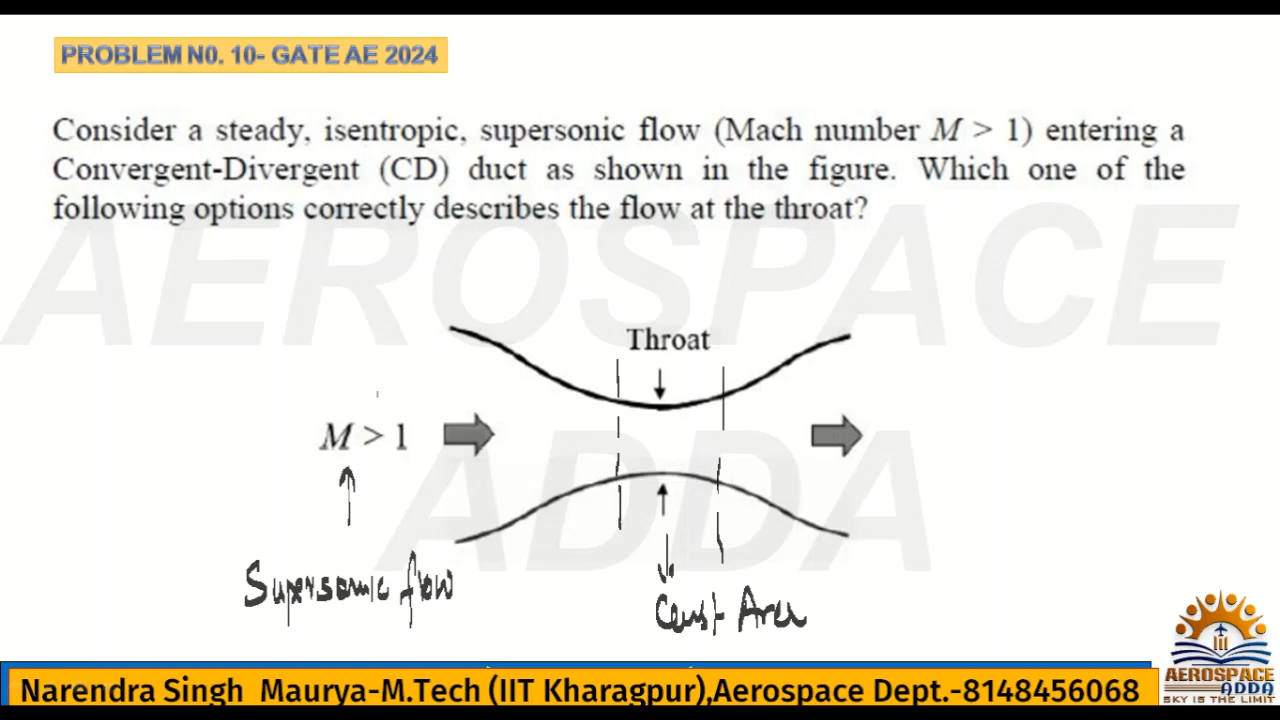 PROBLEM N0. 10- GATE AE 2024
Consider a steady, isentropic, supersonic flow (Mach number M > 1) entering a
Convergent-Divergent (CD) duct as shown in the figure. Which one of the
following options correctly describes the flow at the throat?
AEROSPACE
ADDA
Throat
M > 1
Supersonic flow
Const Area
Narendra Singh Maurya-M.Tech (IIT Kharagpur),Aerospace Dept.-8148456068
AEROSPACE
ADDA
SKY IS THE LIMIT